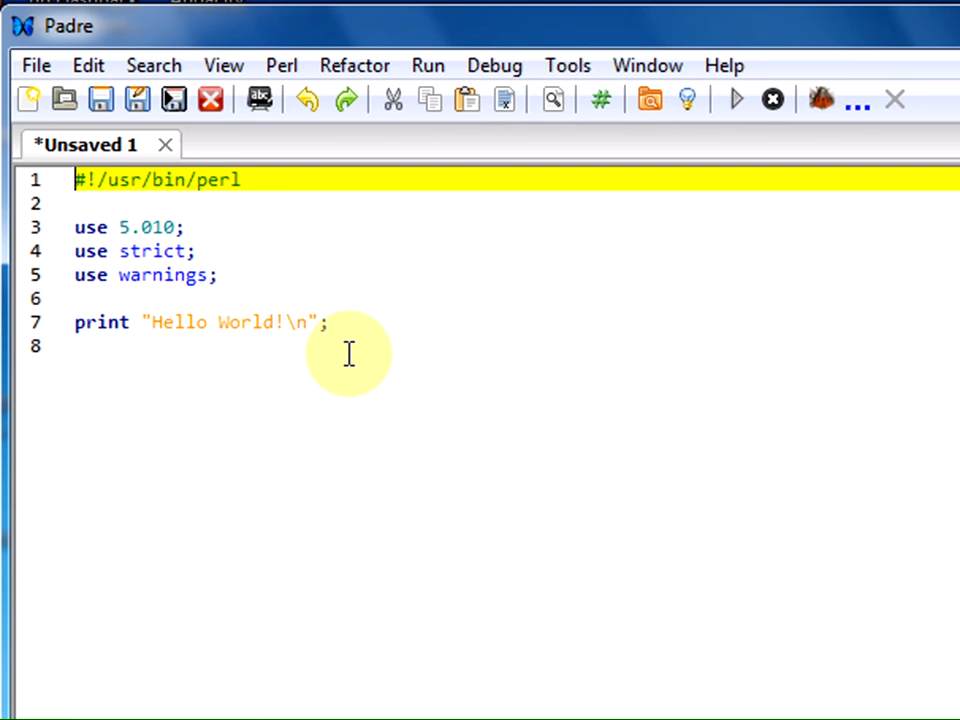 Padre
File Edit Search View Perl Refactor Run Debug Tools Window Help
abc # ...
*Unsaved 1
1 #!/usr/bin/perl
2
3 use 5.010;
4 use strict;
5 use warnings;
6
7 print "Hello World!\n";
8